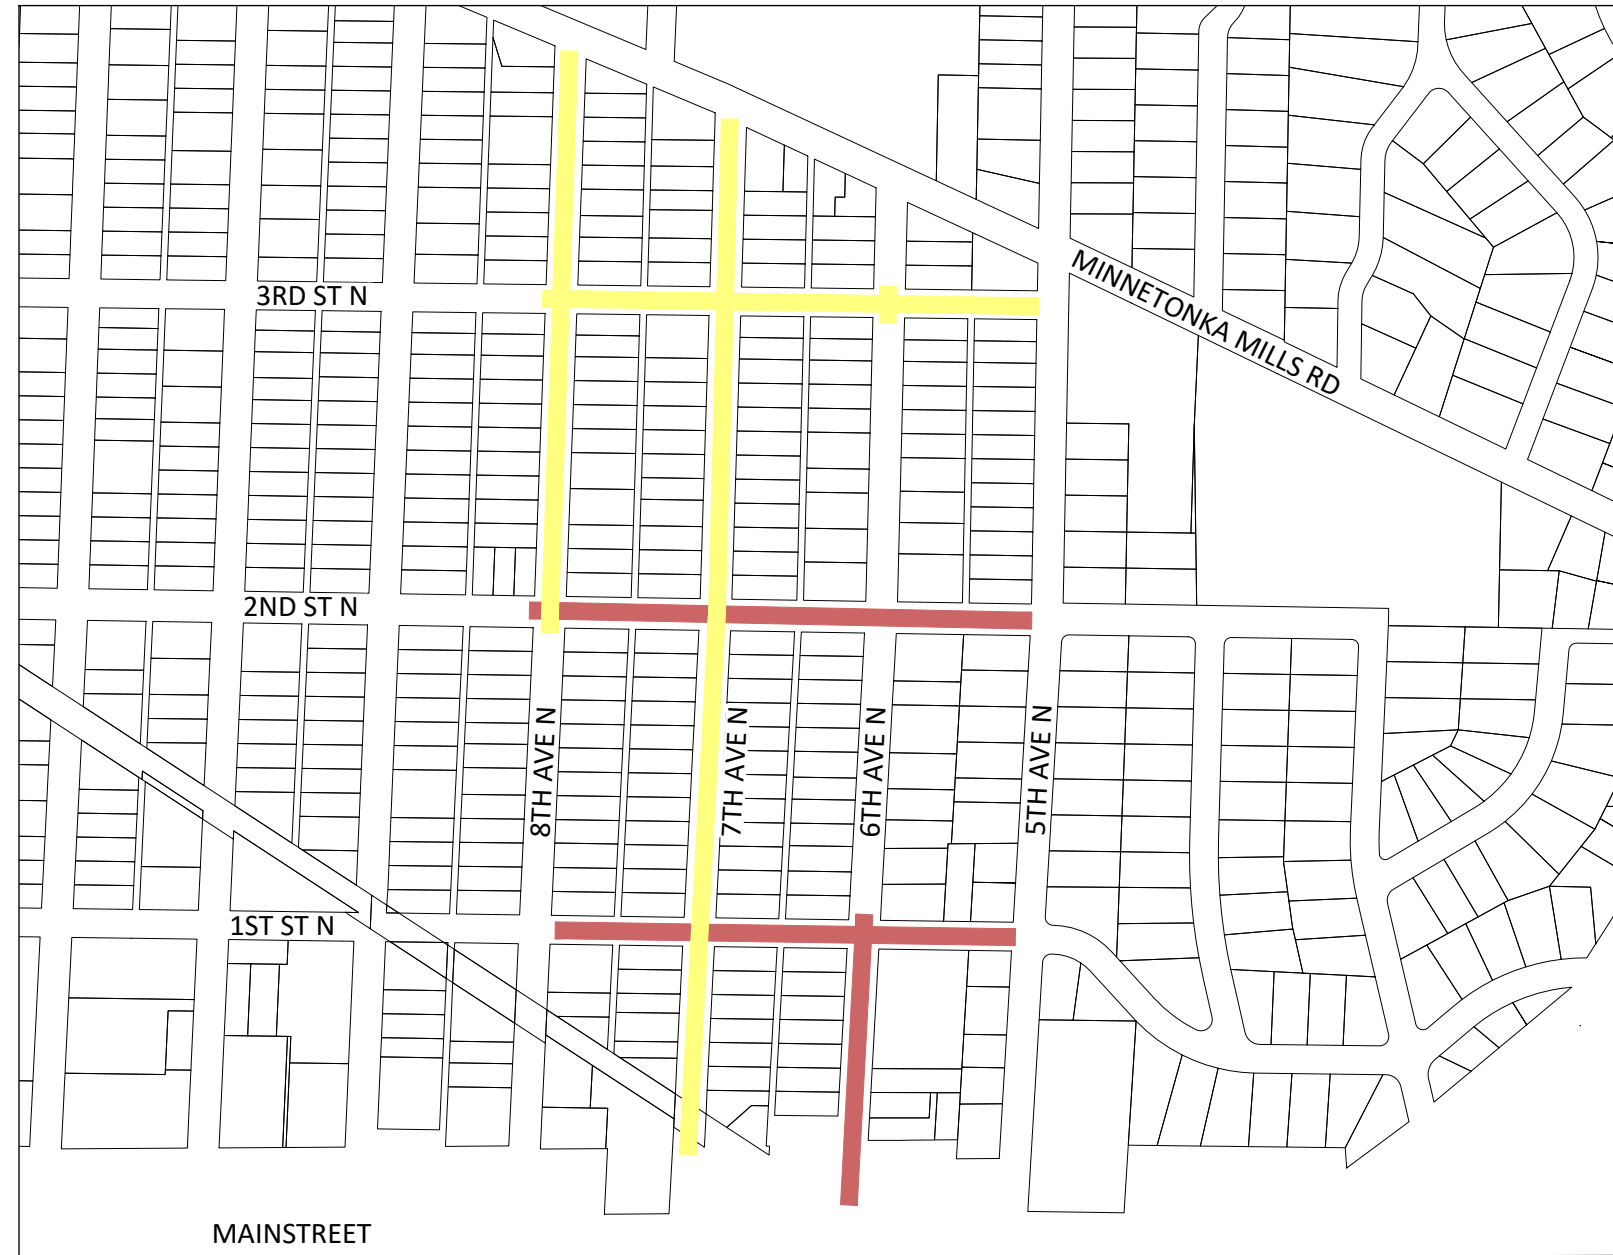 3RD ST N
MINNETONKA MILLS RD
2ND ST N
8TH AVE N
7TH AVE N
6TH AVE N
5TH AVE N
1ST ST N
MAINSTREET